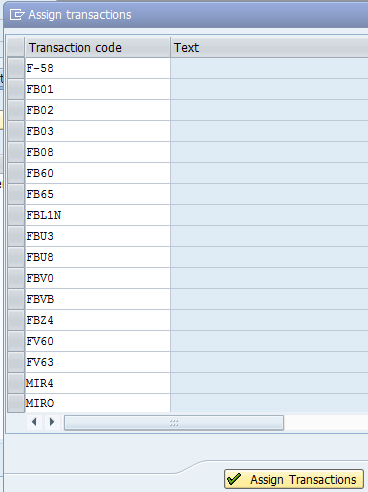 Assign transactions
Transaction code Text
F-58
FB01
FB02
FB03
FB08
FB60
FB65
FBL1N
FBU3
FBU8
FBV0
FBVB
FBZ4
FV60
FV63
MIR4
MIRO
Assign Transactions